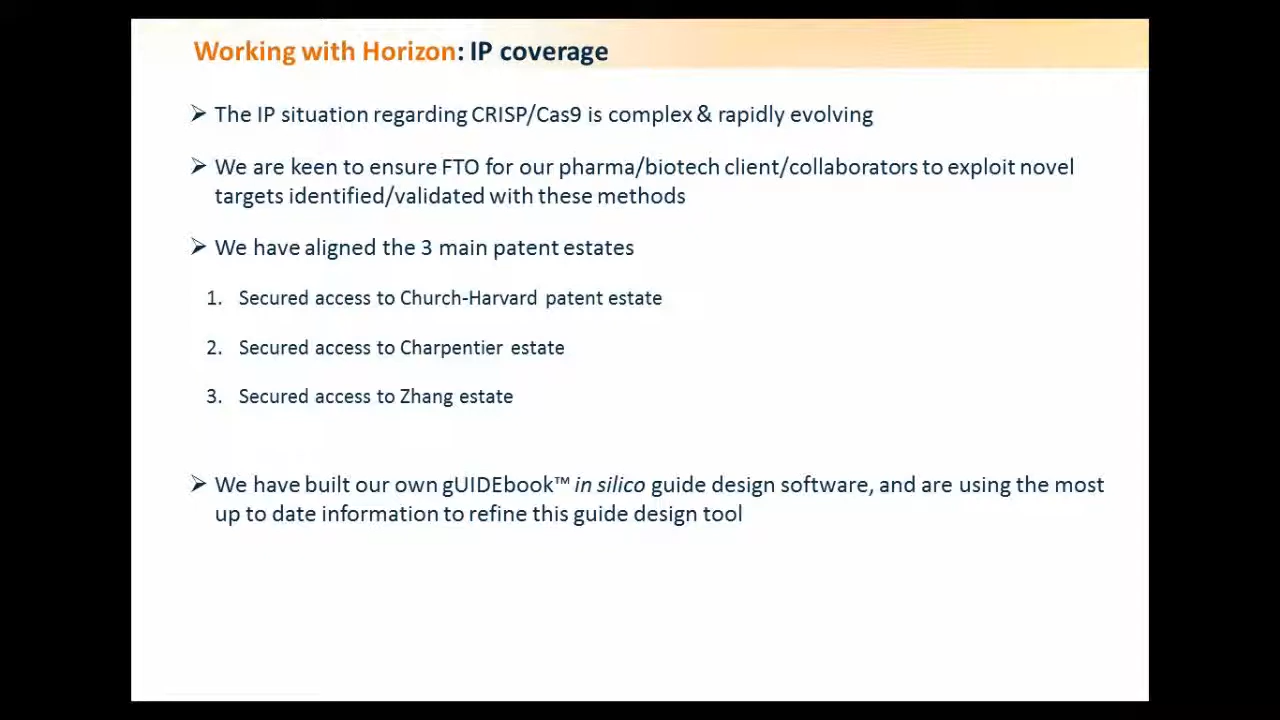 Working with Horizon: IP coverage
➢ The IP situation regarding CRISP/Cas9 is complex & rapidly evolving
➢ We are keen to ensure FTO for our pharma/biotech client/collaborators to exploit novel
targets identified/validated with these methods
➢ We have aligned the 3 main patent estates
1. Secured access to Church-Harvard patent estate
2. Secured access to Charpentier estate
3. Secured access to Zhang estate
➢ We have built our own gUIDEbook™ in silico guide design software, and are using the most
up to date information to refine this guide design tool